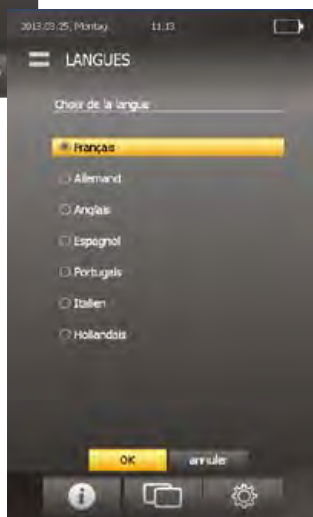 2013.03.25, Montag 11:13
LANGUES
Choix de la langue
Français
Allemand
Anglais
Espagnol
Portugais
Italien
Hollandais
OK annuler